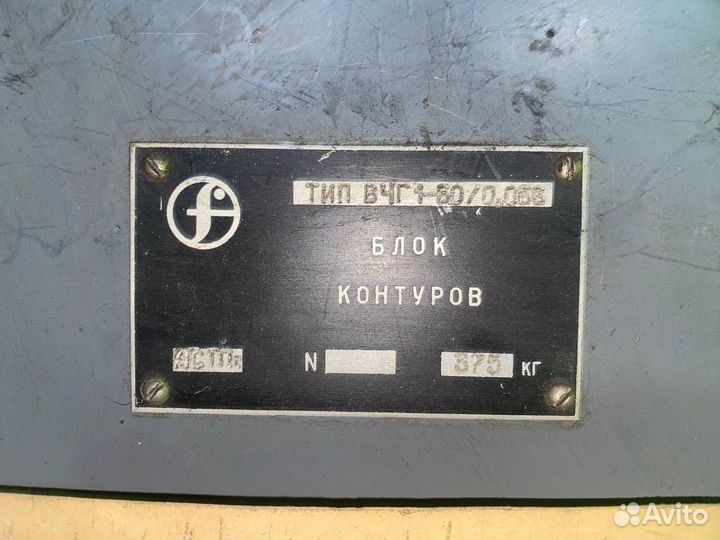 ТИП ВЧГ1-60/0,066
БЛОК
КОНТУРОВ
N 375 КГ
Avito